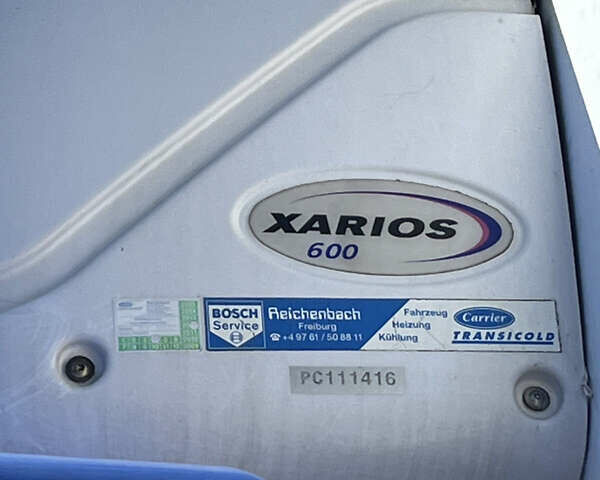 XARIOS
600
BOSCH
Service
Reichenbach
Freiburg
☎ +49 761 / 50 88 11
Fahrzeug
Heizung
Kühlung
Carrier
TRANSICOLD
PC111416